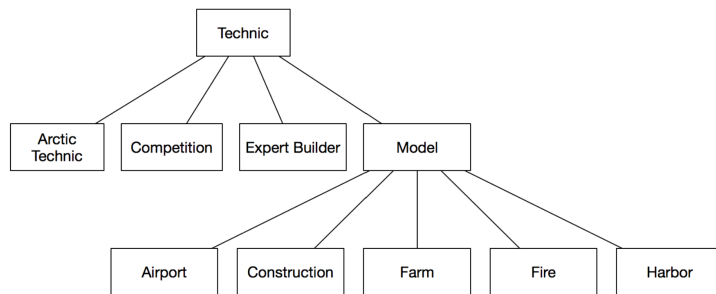 Technic
Arctic
Technic
Competition
Expert Builder
Model
Airport
Construction
Farm
Fire
Harbor